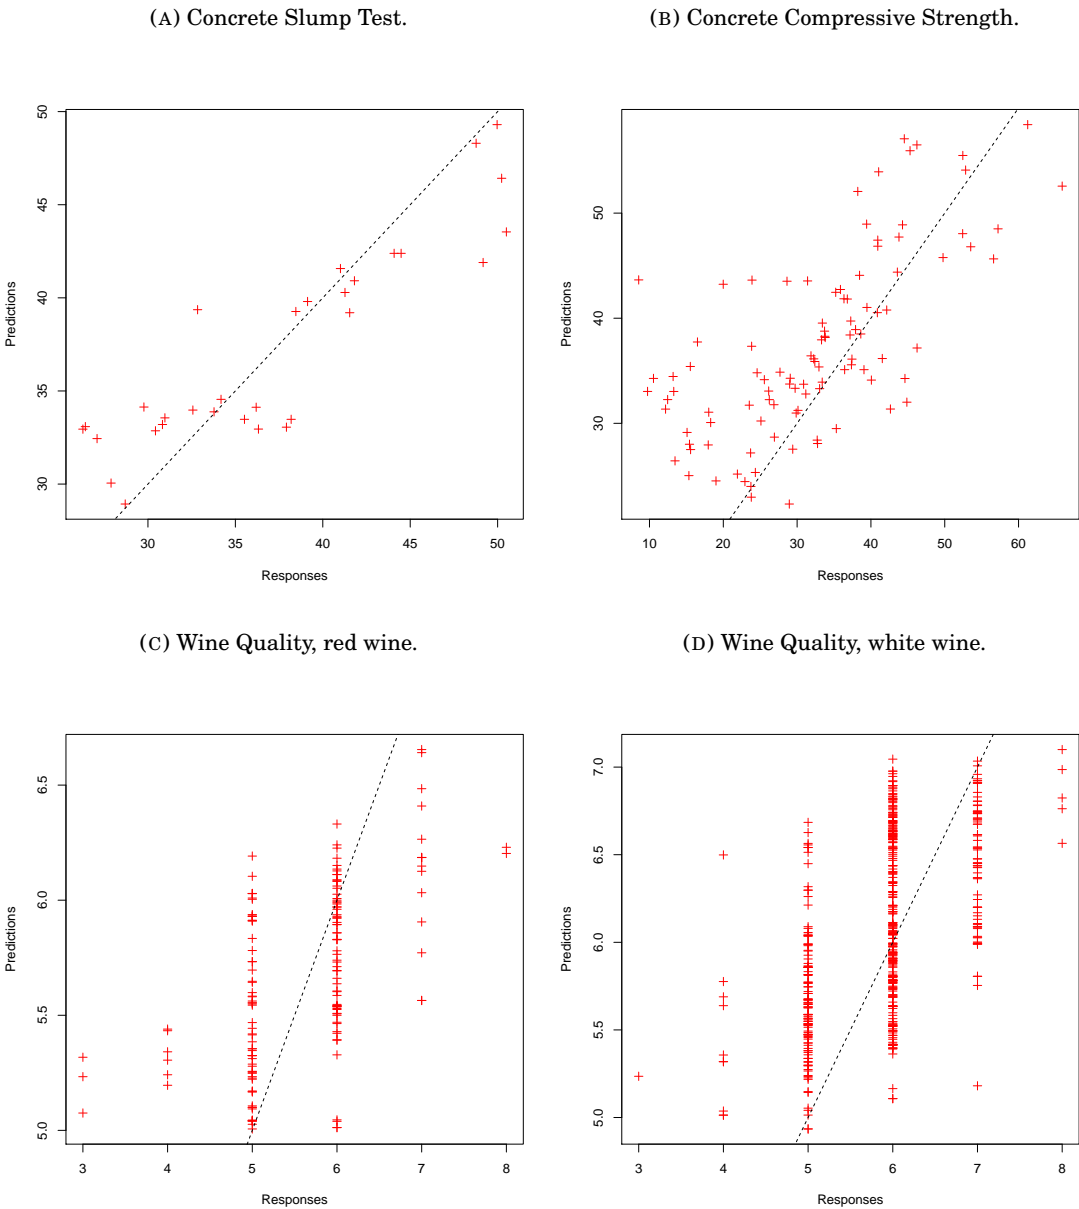 (A) Concrete Slump Test.
(B) Concrete Compressive Strength.
50
45
40
35
30
Predictions
30 35 40 45 50
Responses
50
40
30
Predictions
10 20 30 40 50 60
Responses
(C) Wine Quality, red wine.
(D) Wine Quality, white wine.
6.5
6.0
5.5
5.0
Predictions
3 4 5 6 7 8
Responses
7.0
6.5
6.0
5.5
5.0
Predictions
3 4 5 6 7 8
Responses